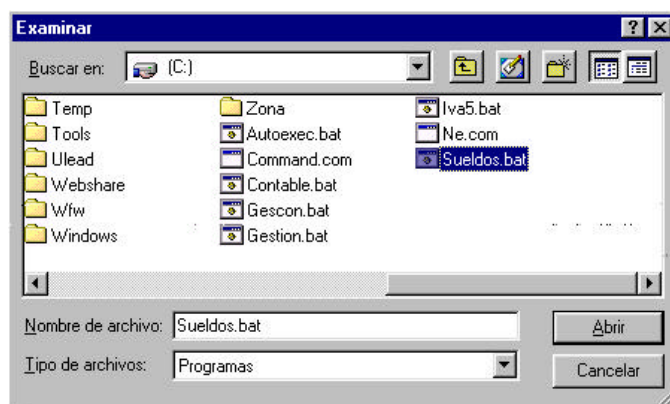 Examinar
Buscar en: (C:)
Temp Zona Iva5.bat
Tools Autoexec.bat Ne.com
Ulead Command.com Sueldos.bat
Webshare Contable.bat
Wfw Gescon.bat
Windows Gestion.bat
Nombre de archivo: Sueldos.bat Abrir
Tipo de archivos: Programas Cancelar